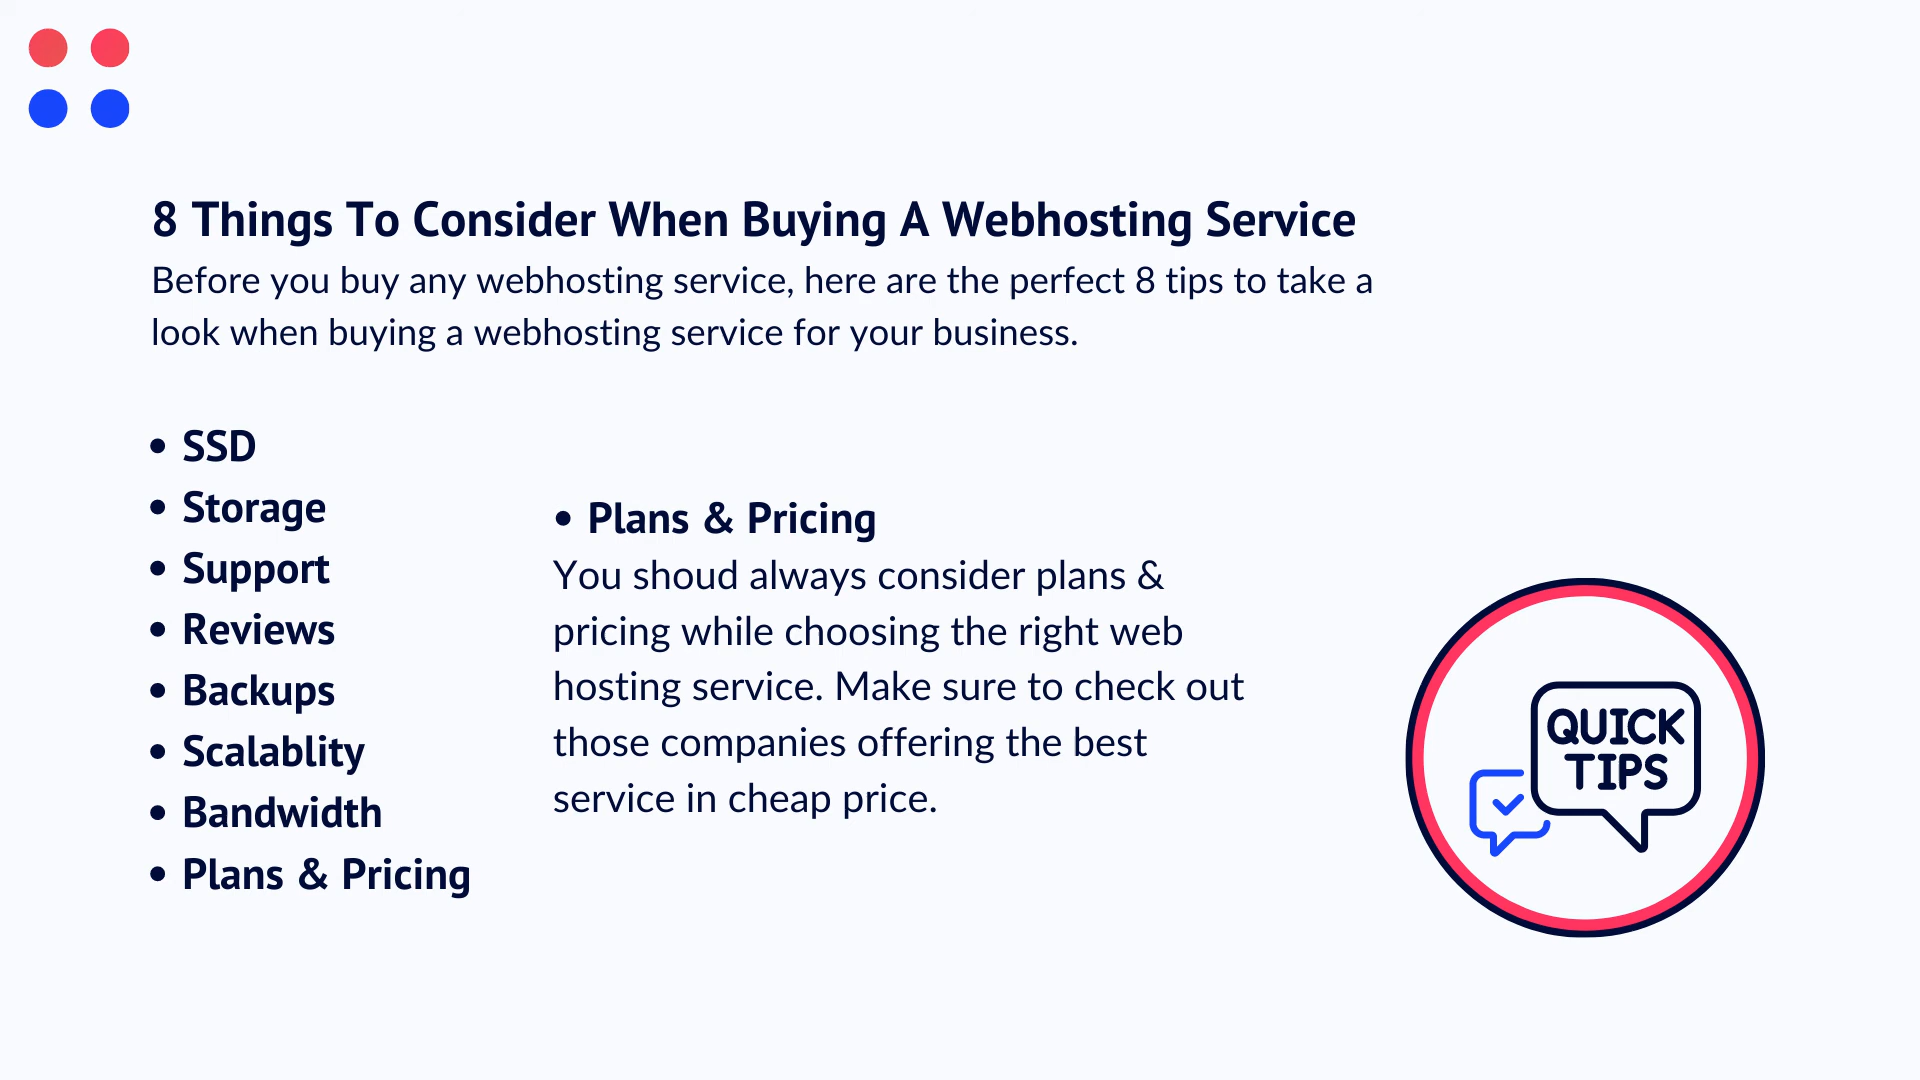 8 Things To Consider When Buying A Webhosting Service
Before you buy any webhosting service, here are the perfect 8 tips to take a
look when buying a webhosting service for your business.
• SSD
• Storage
• Support
• Reviews
• Backups
• Scalablity
• Bandwidth
• Plans & Pricing
• Plans & Pricing
You shoud always consider plans &
pricing while choosing the right web
hosting service. Make sure to check out
those companies offering the best
service in cheap price.
QUICK
TIPS